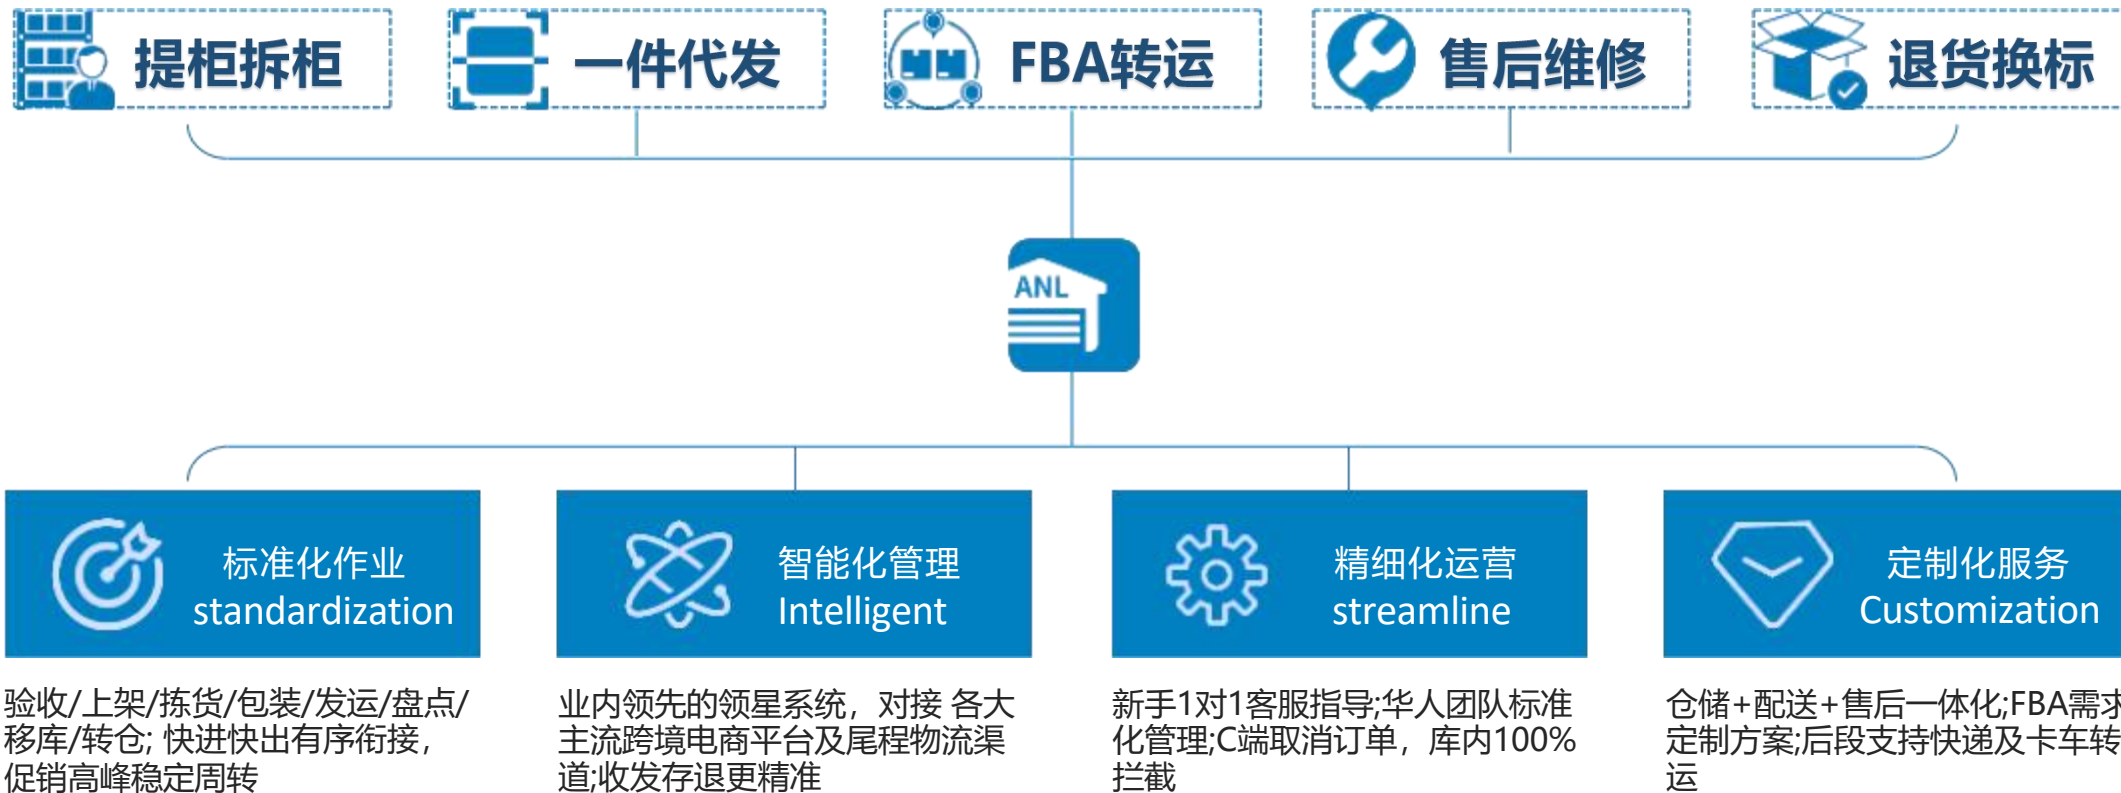 提柜拆柜
一件代发
FBA转运
售后维修
退货换标
ANL
标准化作业
standardization
智能化管理
Intelligent
精细化运营
streamline
定制化服务
Customization
验收/上架/拣货/包装/发运/盘点/
移库/转仓; 快进快出有序衔接，
促销高峰稳定周转
业内领先的领星系统，对接 各大
主流跨境电商平台及尾程物流渠
道;收发存退更精准
新手1对1客服指导;华人团队标准
化管理;C端取消订单，库内100%
拦截
仓储+配送+售后一体化;FBA需求
定制方案;后段支持快递及卡车转
运